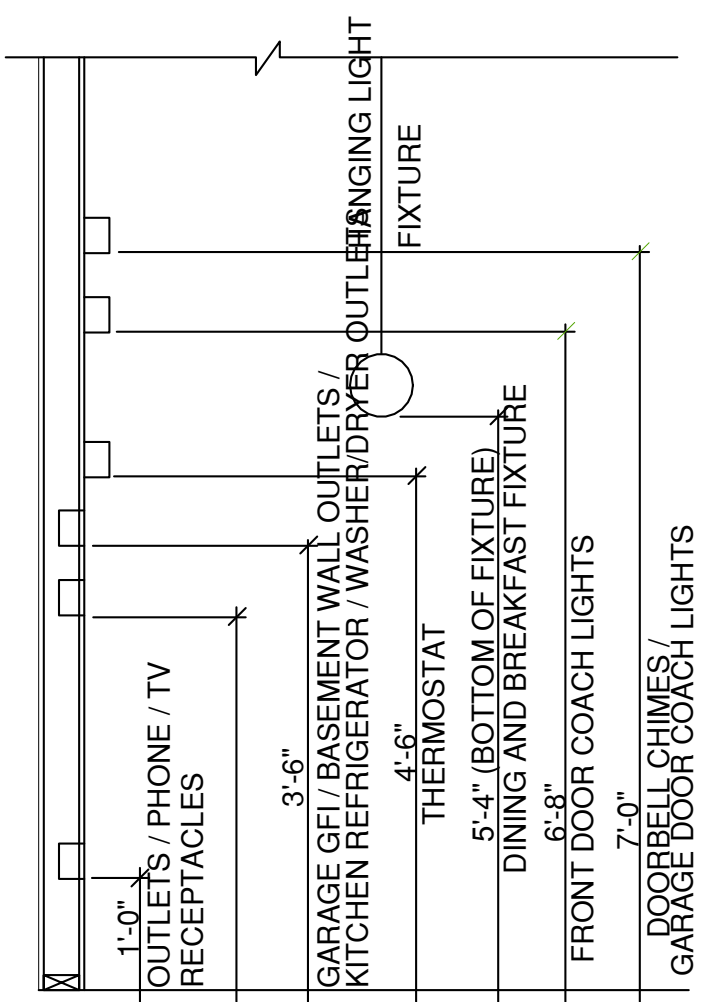 HANGING LIGHT
FIXTURE
1'-0"
OUTLETS / PHONE / TV
RECEPTACLES
3'-6"
GARAGE GFI / BASEMENT WALL OUTLETS /
KITCHEN REFRIGERATOR / WASHER/DRYER OUTLETS
4'-6"
THERMOSTAT
5'-4" (BOTTOM OF FIXTURE)
DINING AND BREAKFAST FIXTURE
6'-8"
FRONT DOOR COACH LIGHTS
7'-0"
DOORBELL CHIMES /
GARAGE DOOR COACH LIGHTS